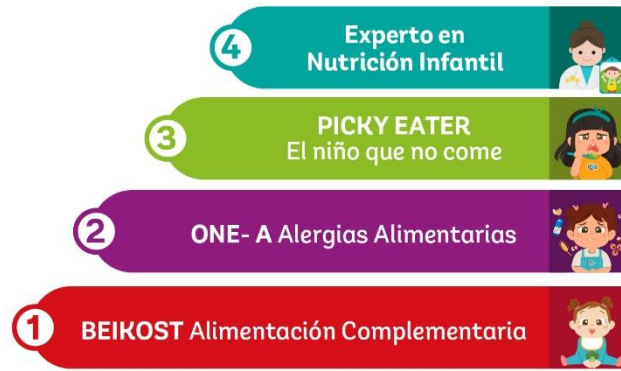 4
Experto en
Nutrición Infantil
3
PICKY EATER
El niño que no come
2
ONE- A Alergias Alimentarias
1
BEIKOST Alimentación Complementaria